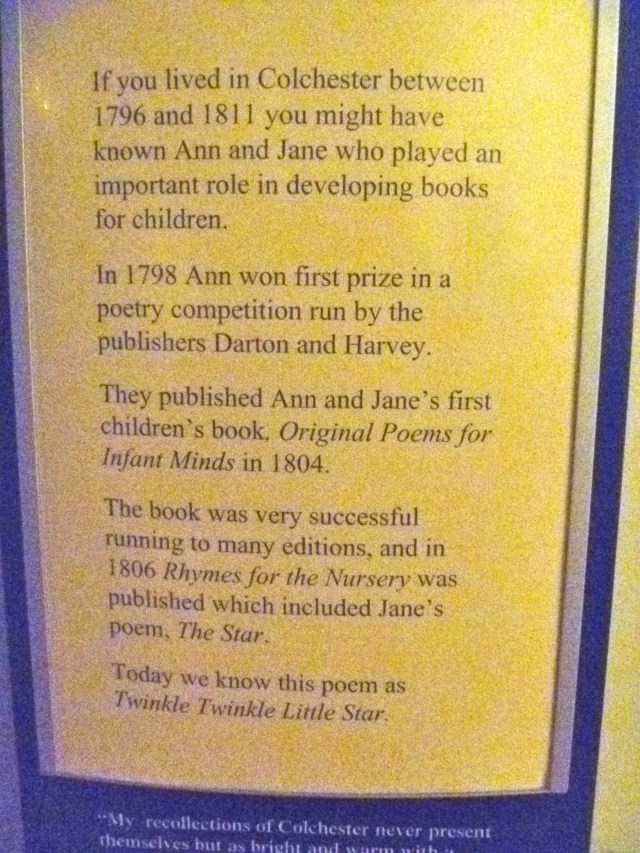 If you lived in Colchester between
1796 and 1811 you might have
known Ann and Jane who played an
important role in developing books
for children.
In 1798 Ann won first prize in a
poetry competition run by the
publishers Darton and Harvey.
They published Ann and Jane's first
children's book, Original Poems for
Infant Minds in 1804.
The book was very successful
running to many editions, and in
1806 Rhymes for the Nursery was
published which included Jane's
poem, The Star.
Today we know this poem as
Twinkle Twinkle Little Star.
"My recollections of Colchester never present
themselves but as bright and warm with a